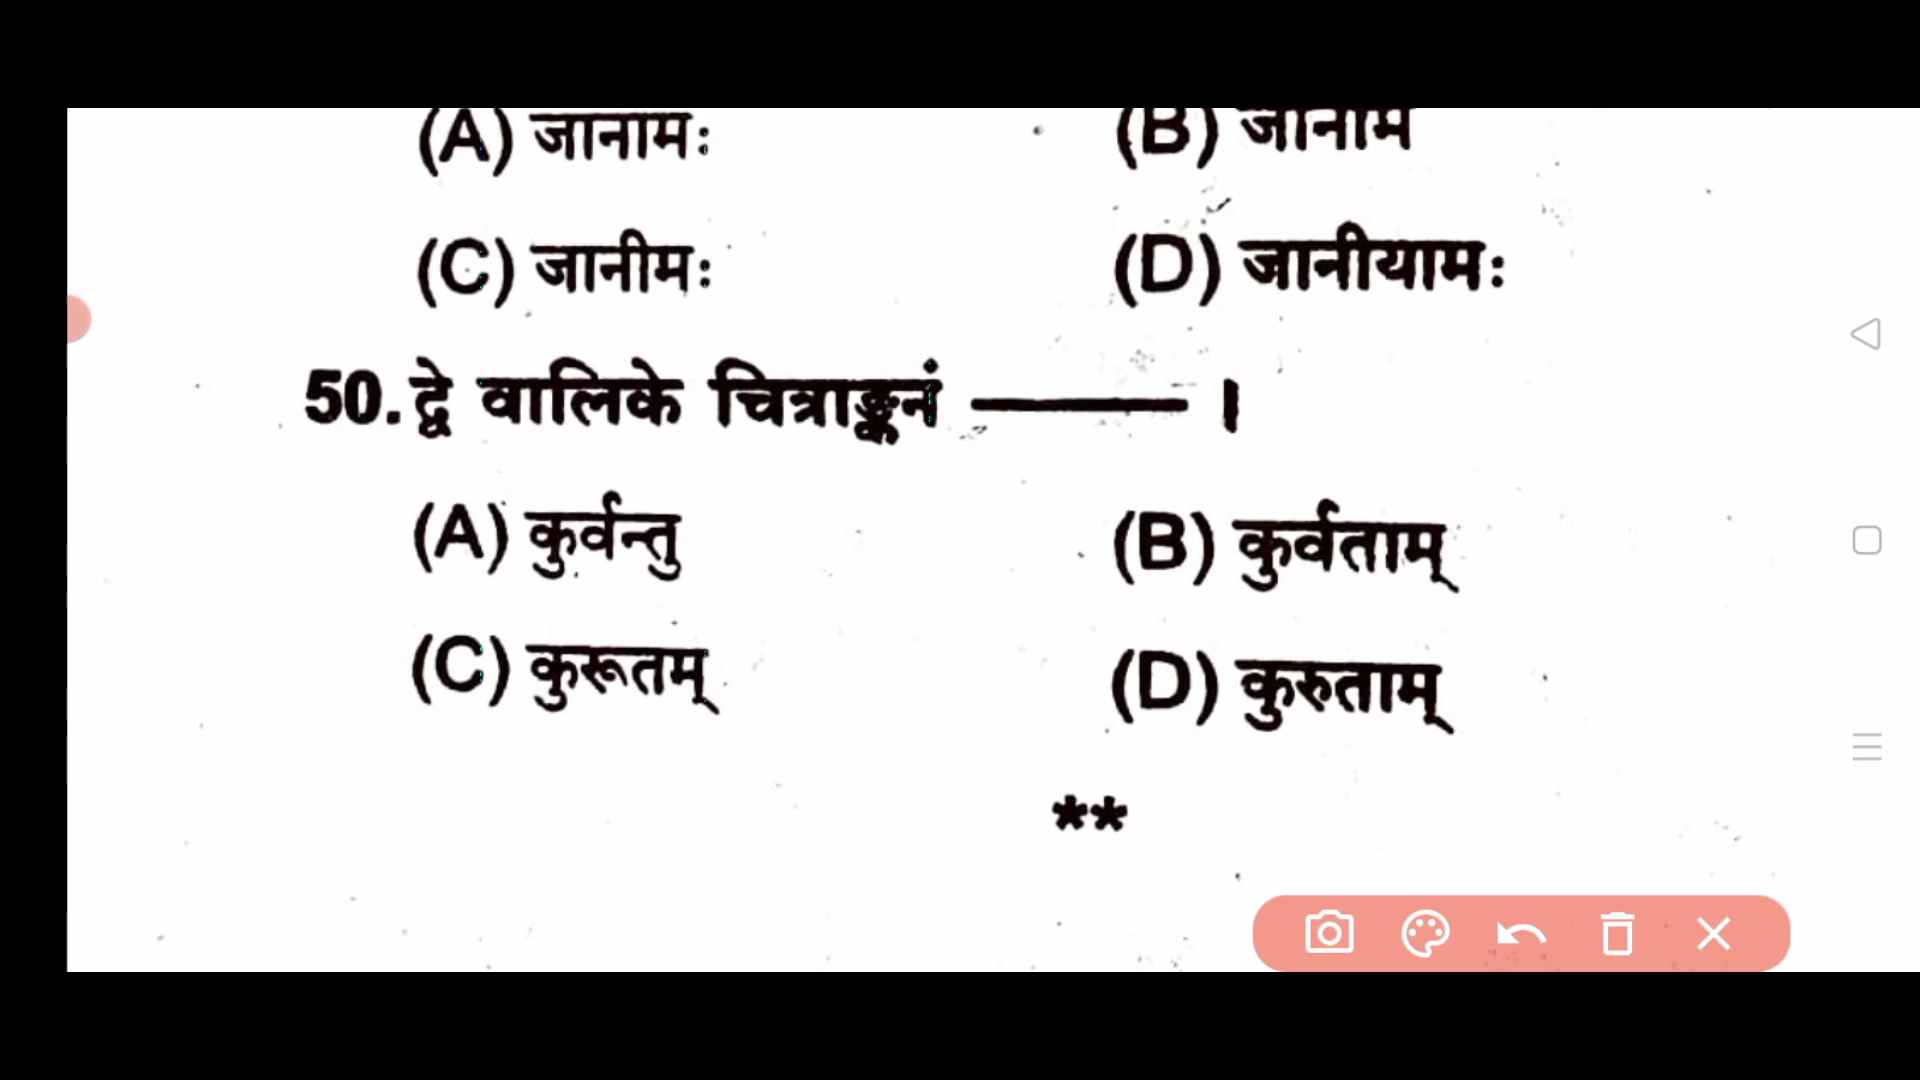 (A) जानामः (B) जानाम
(C) जानीमः (D) जानीयामः
50. द्वे वालिके चित्राङ्कनं ——— ।
(A) कुर्वन्तु (B) कुर्वताम्
(C) कुरूतम् (D) कुरुताम्
**